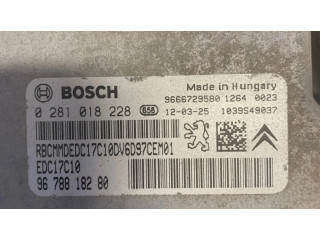 BOSCH
Made in Hungary
9666729580 1264 0023
0 281 018 228 656 12-03-25 1039S49037
RBCMMDEDC17C10DV6D97CEM01
EDC17C10
96 788 182 80